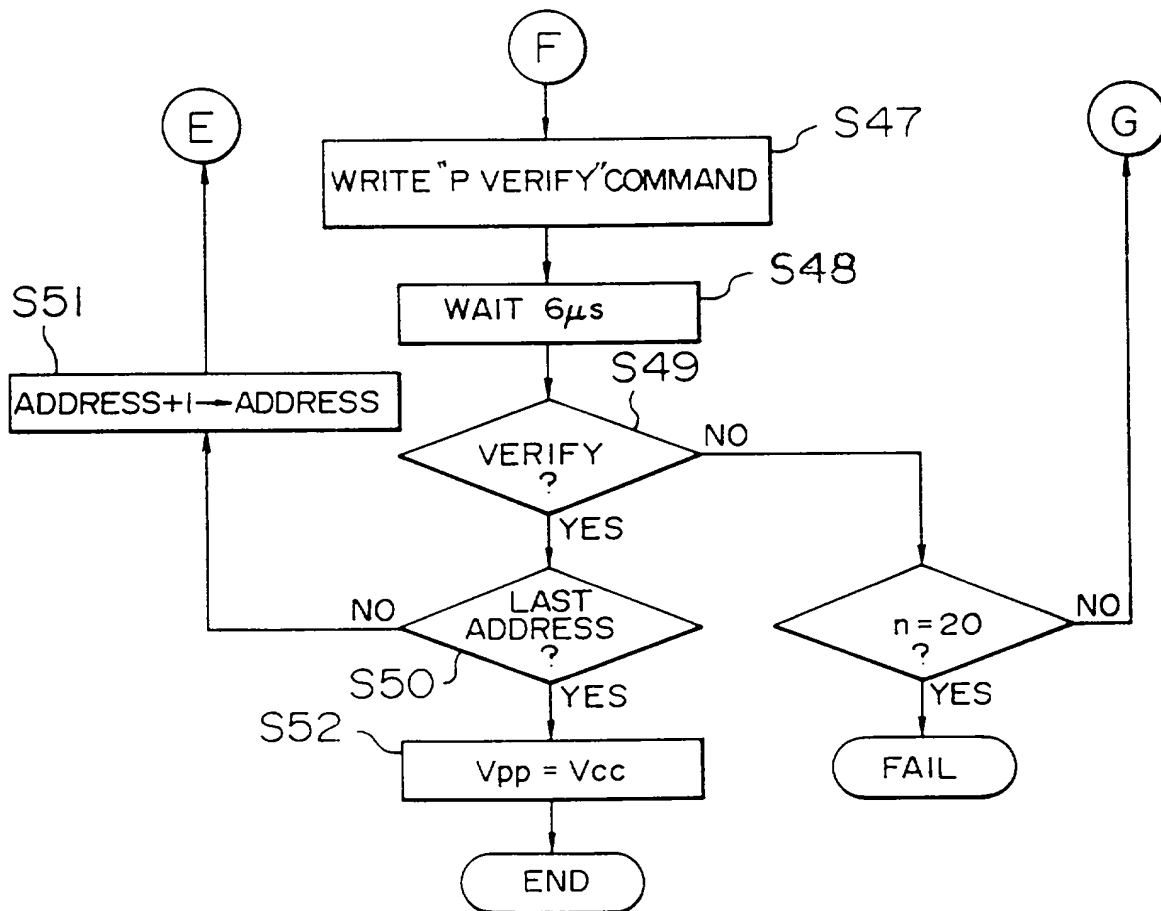 F
E
G
S47
WRITE "P VERIFY" COMMAND
S48
WAIT 6μs
S51
ADDRESS+1→ADDRESS
S49
VERIFY
?
NO
YES
LAST
ADDRESS
?
NO
S50
YES
n=20
?
NO
YES
S52
Vpp = Vcc
FAIL
END